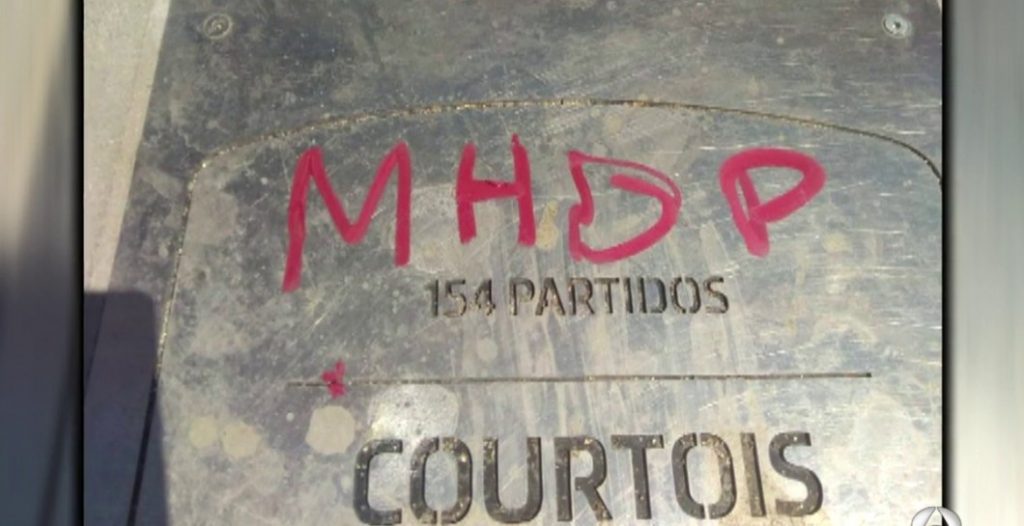 MHDP
154 PARTIDOS
COURTOIS